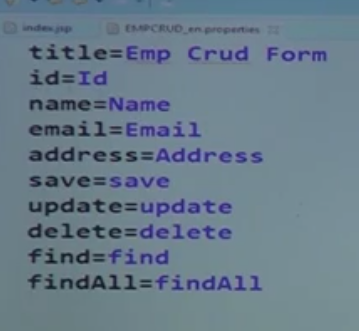 index.jsp EMPCRUD_en.properties
title=Emp Crud Form
id=Id
name=Name
email=Email
address=Address
save=save
update=update
delete=delete
find=find
findAll=findAll